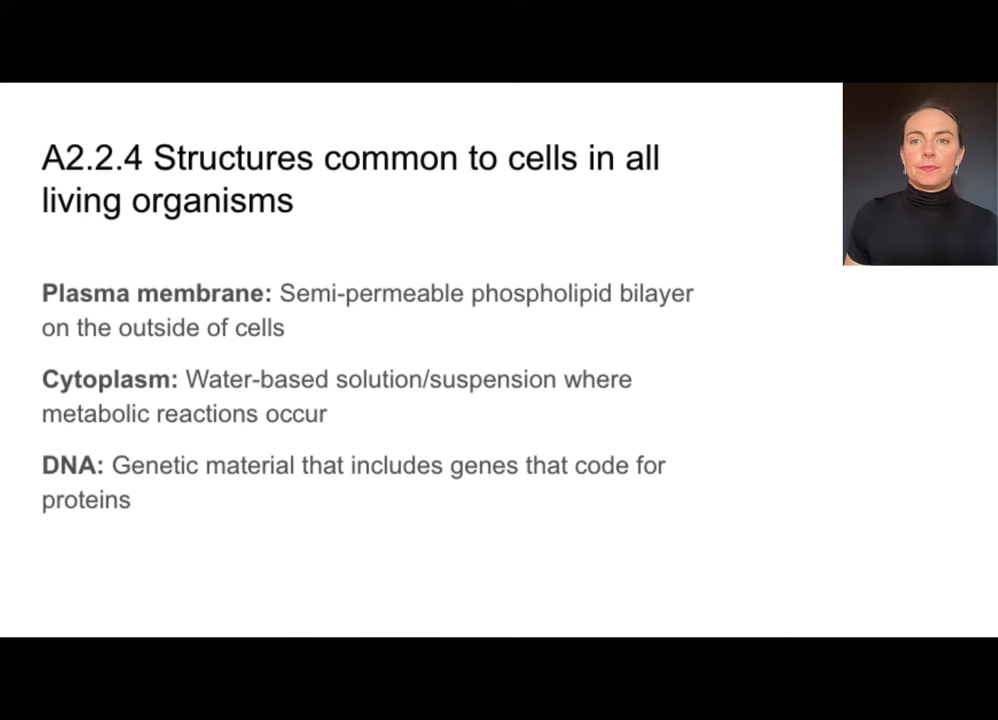 A2.2.4 Structures common to cells in all
living organisms
Plasma membrane: Semi-permeable phospholipid bilayer
on the outside of cells
Cytoplasm: Water-based solution/suspension where
metabolic reactions occur
DNA: Genetic material that includes genes that code for
proteins